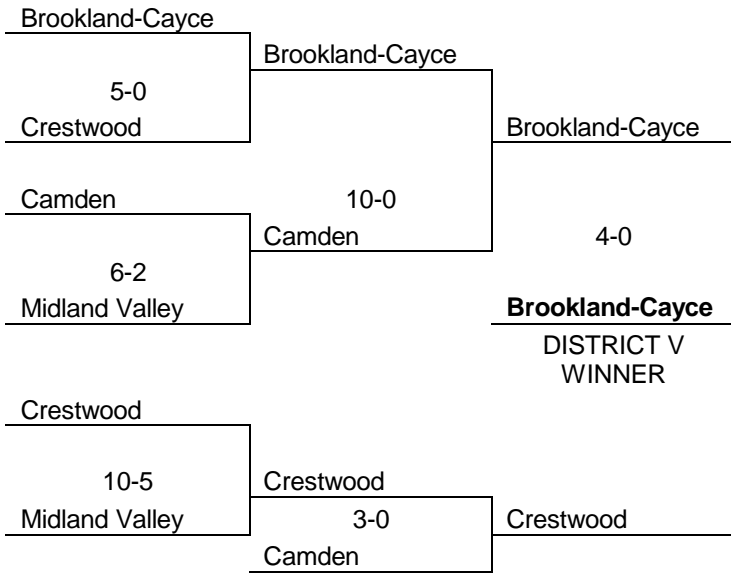 Brookland-Cayce
Brookland-Cayce
5-0
Crestwood
Brookland-Cayce
Camden
10-0
Camden
4-0
6-2
Midland Valley
Brookland-Cayce
DISTRICT V
WINNER
Crestwood
10-5
Crestwood
Midland Valley
3-0
Crestwood
Camden